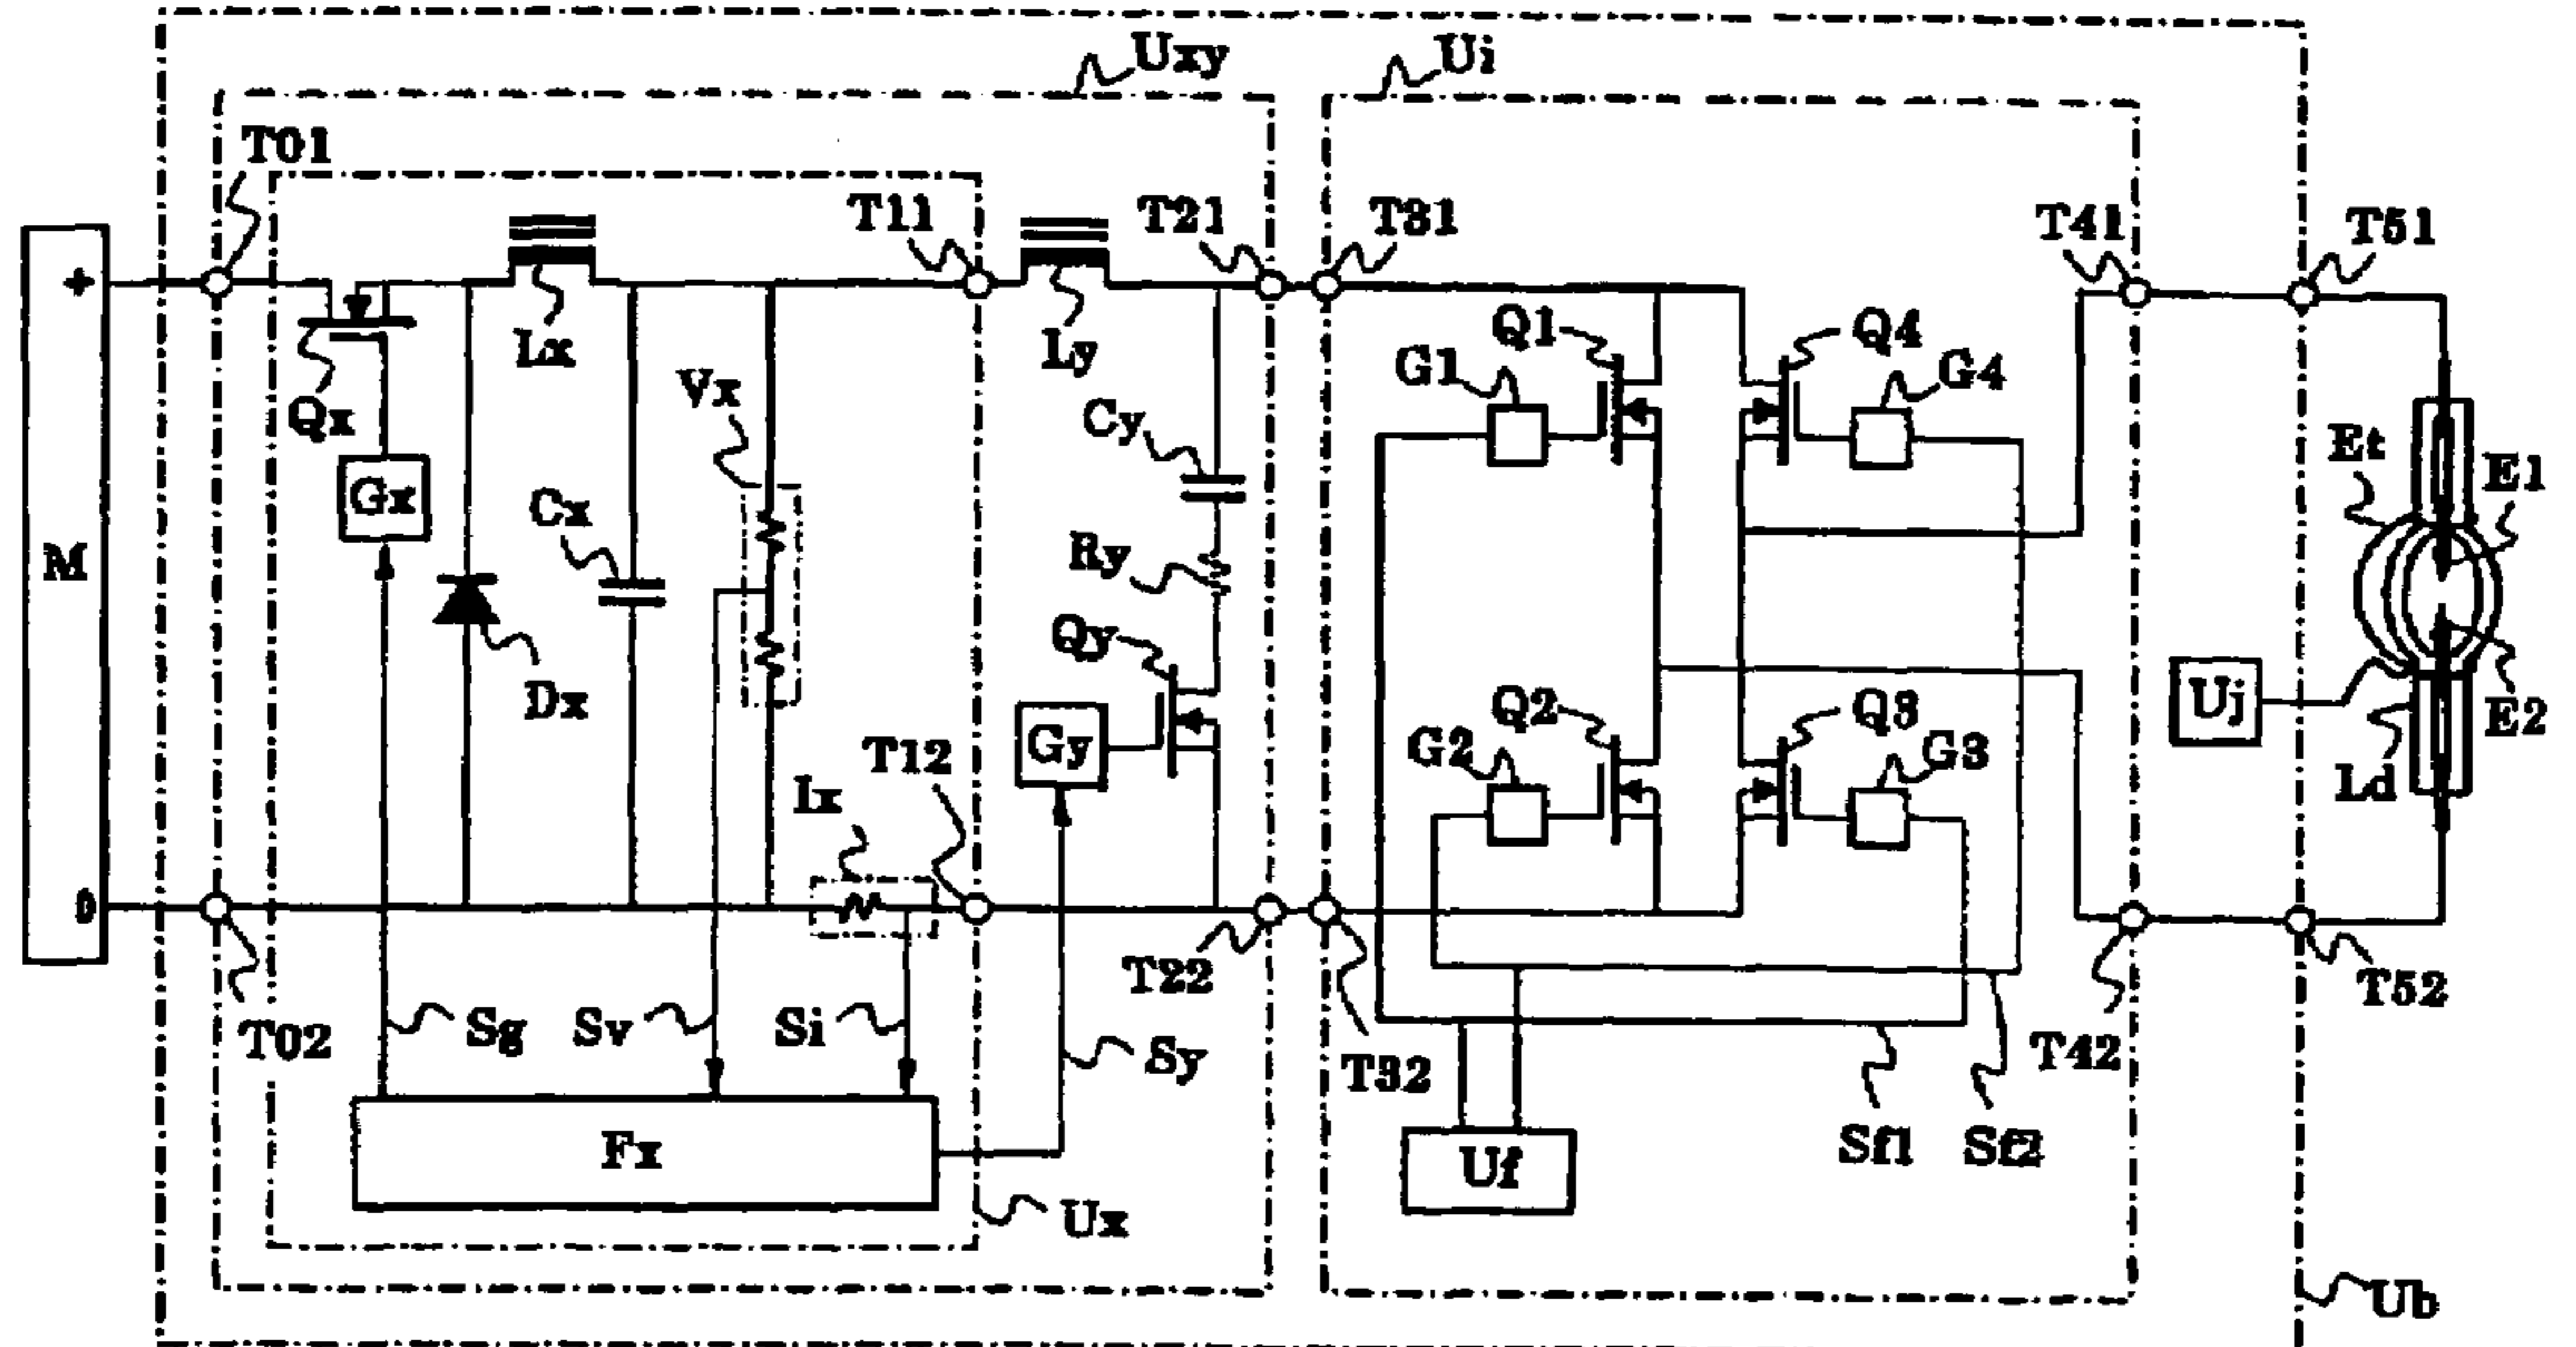 Uxy
Ui
T01
T11
T21
T31
T41
T51
+
Lx
Ly
Q1
Q4
Qx
Vx
G1
G4
Gx
Cx
Cy
Et
E1
M
Ry
Qy
Dx
Gy
Q2
Q3
Uj
E2
T12
G2
G3
Ld
Ix
0
T22
T52
T02
Sg
Sv
Si
Sy
T32
T42
Fx
Uf
Sf1
Sf2
Ux
Ub